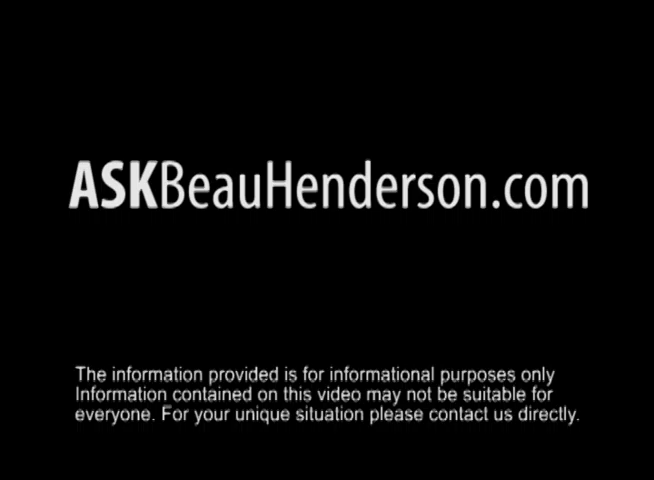 ASKBeauHenderson.com
The information provided is for informational purposes only
Information contained on this video may not be suitable for
everyone. For your unique situation please contact us directly.